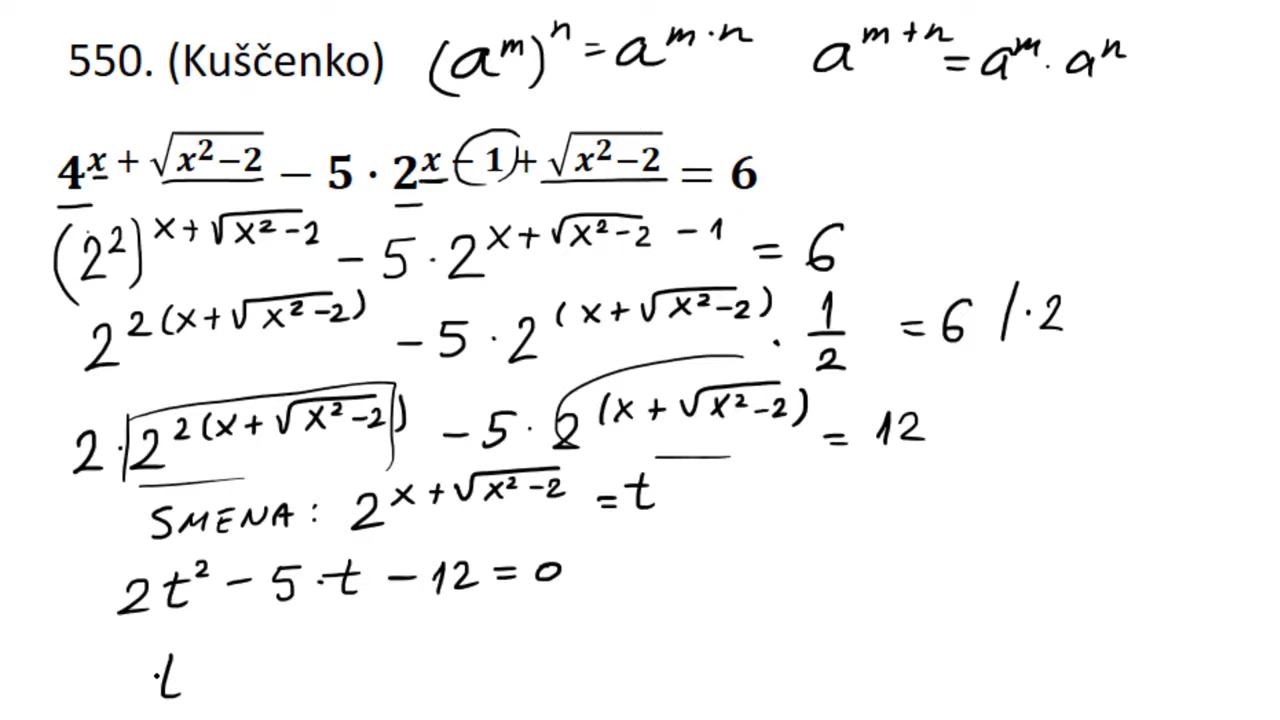 550. (Kuščenko) (a^m)^n = a^{m·n} a^{m+n} = a^m · a^n
4^{x + √(x²−2)} − 5 · 2^{x − 1 + √(x²−2)} = 6
(2²)^{x+√(x²−2)} − 5 · 2^{x+√(x²−2) − 1} = 6
2^{2(x+√(x²−2))} − 5 · 2^{(x+√(x²−2))} · 1/2 = 6 / · 2
2 · 2^{2(x+√(x²−2))} − 5 · 2^{(x+√(x²−2))} = 12
SMENA: 2^{x+√(x²−2)} = t
2t² − 5 · t − 12 = 0